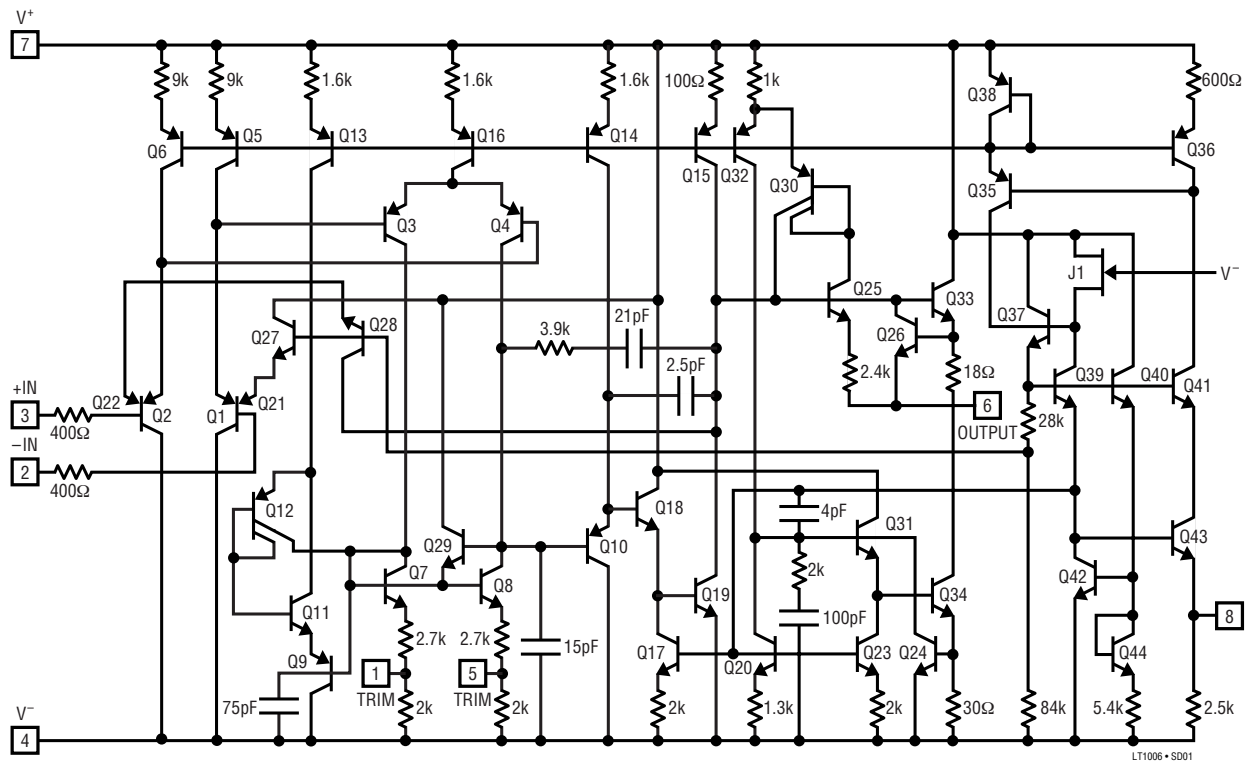 V+
7
9k
9k
1.6k
1.6k
1.6k
100Ω
1k
600Ω
Q38
Q6
Q5
Q13
Q16
Q14
Q15
Q32
Q30
Q35
Q36
Q3
Q4
J1
V–
Q27
Q28
Q25
Q33
Q37
3.9k
21pF
Q26
2.5pF
2.4k
18Ω
+IN
3
400Ω
Q22
Q2
Q1
Q21
6
OUTPUT
Q39
Q40
Q41
28k
–IN
2
400Ω
Q12
Q29
Q18
4pF
Q31
Q10
Q7
Q8
2k
Q42
Q43
Q11
Q19
100pF
Q34
8
Q9
2.7k
2.7k
15pF
Q17
Q20
Q23
Q24
Q44
1
TRIM
5
TRIM
75pF
2k
2k
2k
1.3k
2k
30Ω
84k
5.4k
2.5k
V–
4
LT1006 • SD01